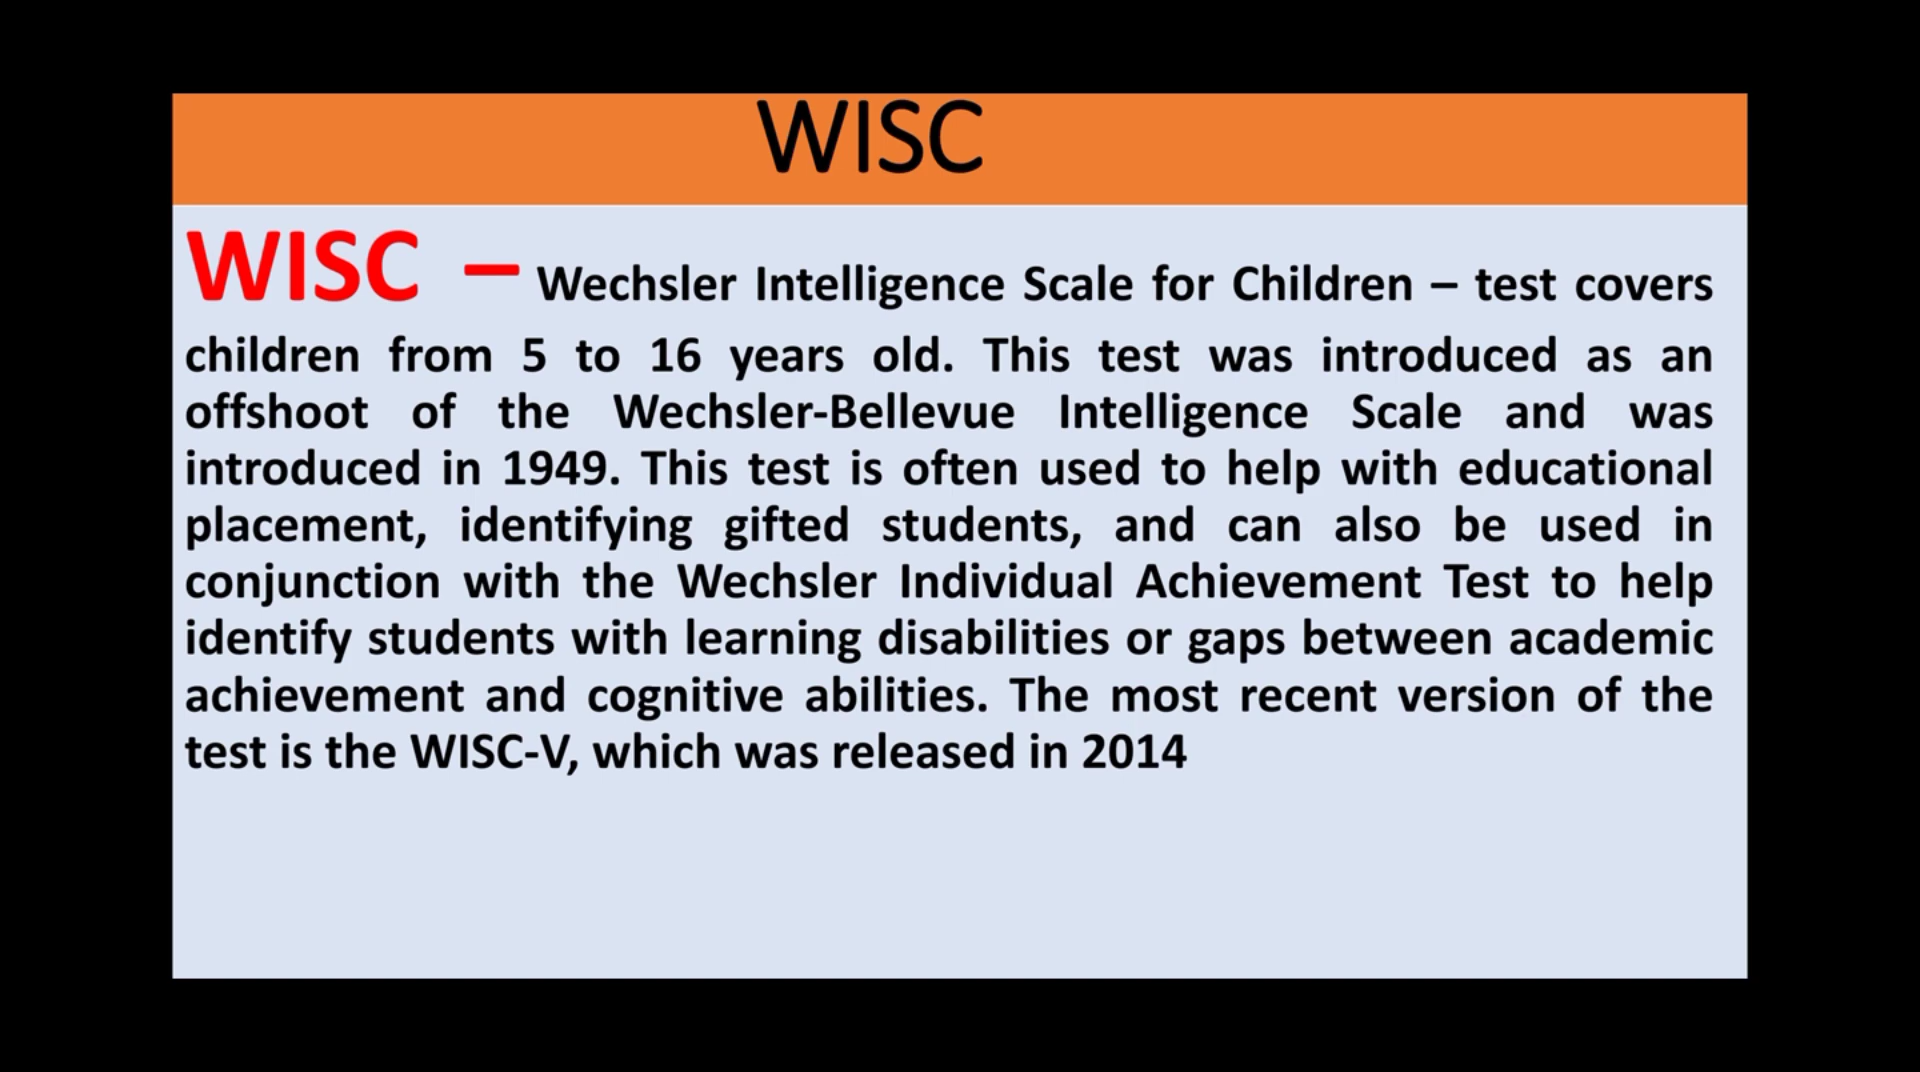 WISC
WISC – Wechsler Intelligence Scale for Children – test covers
children from 5 to 16 years old. This test was introduced as an
offshoot of the Wechsler-Bellevue Intelligence Scale and was
introduced in 1949. This test is often used to help with educational
placement, identifying gifted students, and can also be used in
conjunction with the Wechsler Individual Achievement Test to help
identify students with learning disabilities or gaps between academic
achievement and cognitive abilities. The most recent version of the
test is the WISC-V, which was released in 2014